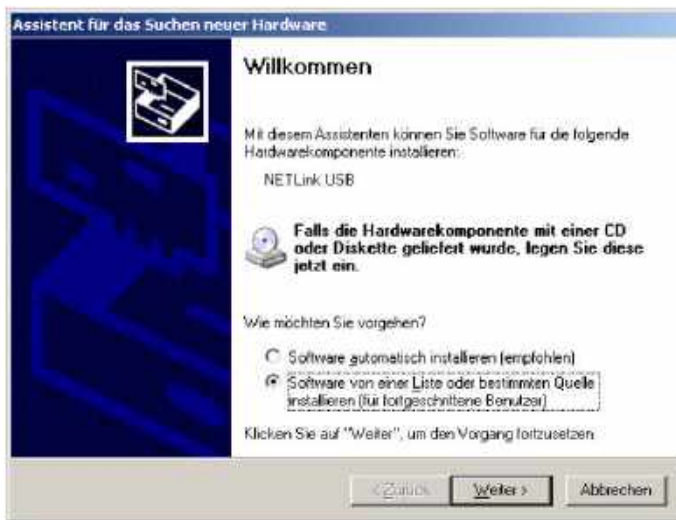 Assistent für das Suchen neuer Hardware
Willkommen
Mit diesem Assistenten können Sie Software für die folgende
Hardwarekomponente installieren:
NETLink USB
Falls die Hardwarekomponente mit einer CD
oder Diskette geliefert wurde, legen Sie diese
jetzt ein.
Wie möchten Sie vorgehen?
Software automatisch installieren (empfohlen)
Software von einer Liste oder bestimmten Quelle
installieren (für fortgeschrittene Benutzer)
Klicken Sie auf "Weiter", um den Vorgang fortzusetzen
< Zurück
Weiter >
Abbrechen